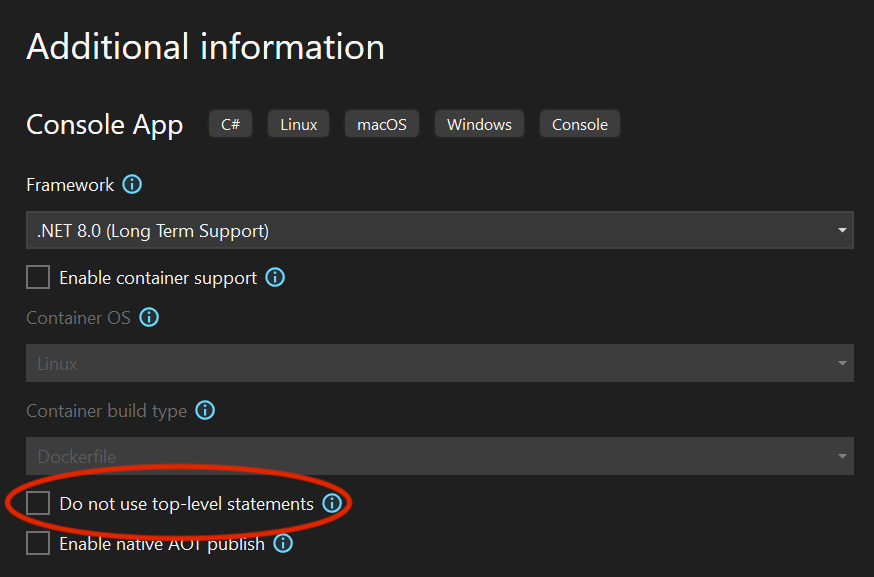 Additional information
Console App C# Linux macOS Windows Console
Framework
.NET 8.0 (Long Term Support)
Enable container support
Container OS
Linux
Container build type
Dockerfile
Do not use top-level statements
Enable native AOT publish